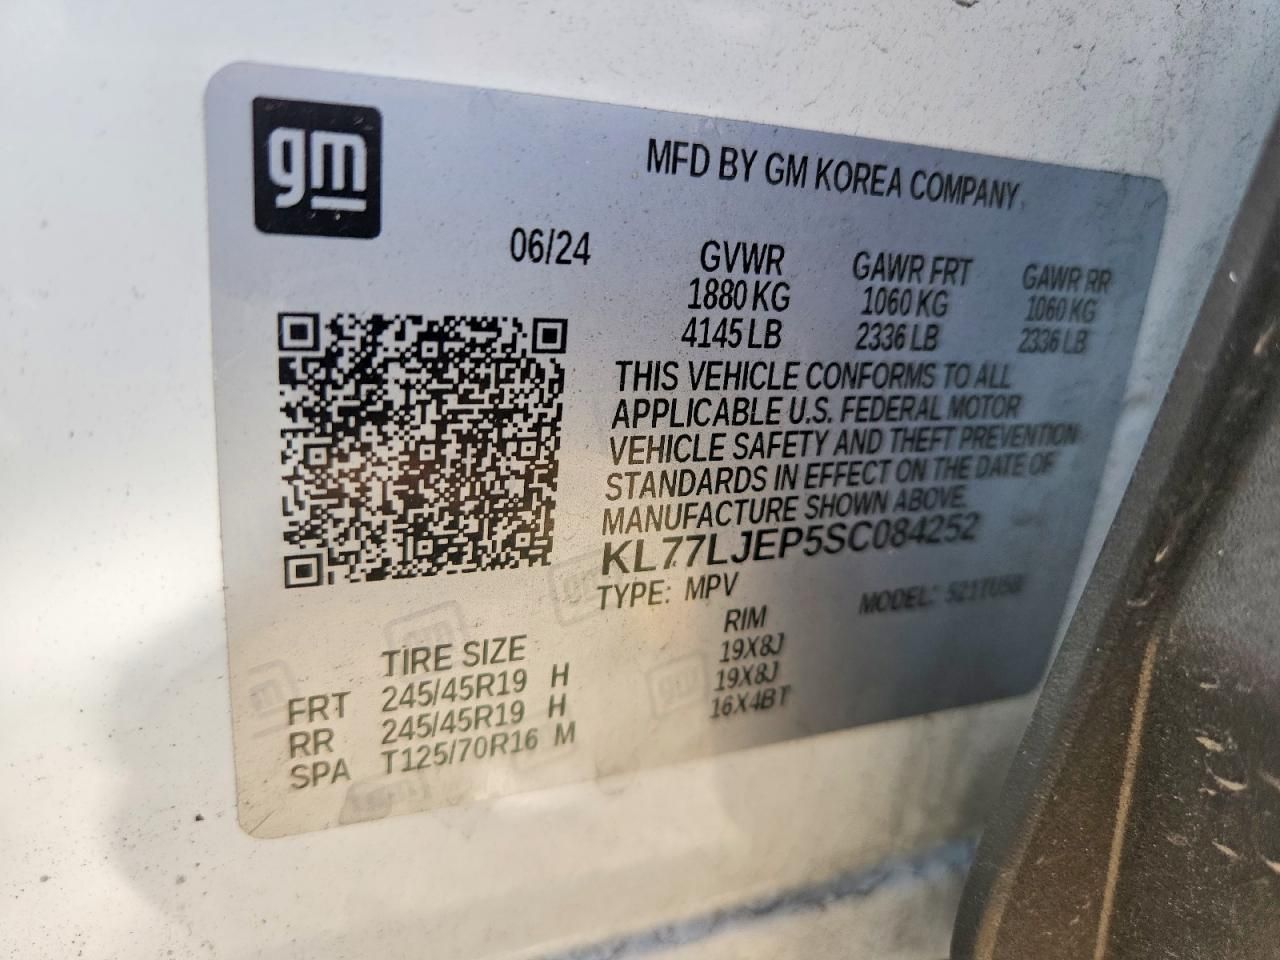 gm
MFD BY GM KOREA COMPANY
06/24 GVWR GAWR FRT GAWR RR
1880 KG 1060 KG 1060 KG
4145 LB 2336 LB 2336 LB
THIS VEHICLE CONFORMS TO ALL
APPLICABLE U.S. FEDERAL MOTOR
VEHICLE SAFETY AND THEFT PREVENTION
STANDARDS IN EFFECT ON THE DATE OF
MANUFACTURE SHOWN ABOVE.
KL77LJEP5SC084252
TYPE: MPV MODEL:
TIRE SIZE RIM
FRT 245/45R19 H 19X8J
RR 245/45R19 H 19X8J
SPA T125/70R16 M 16X4BT